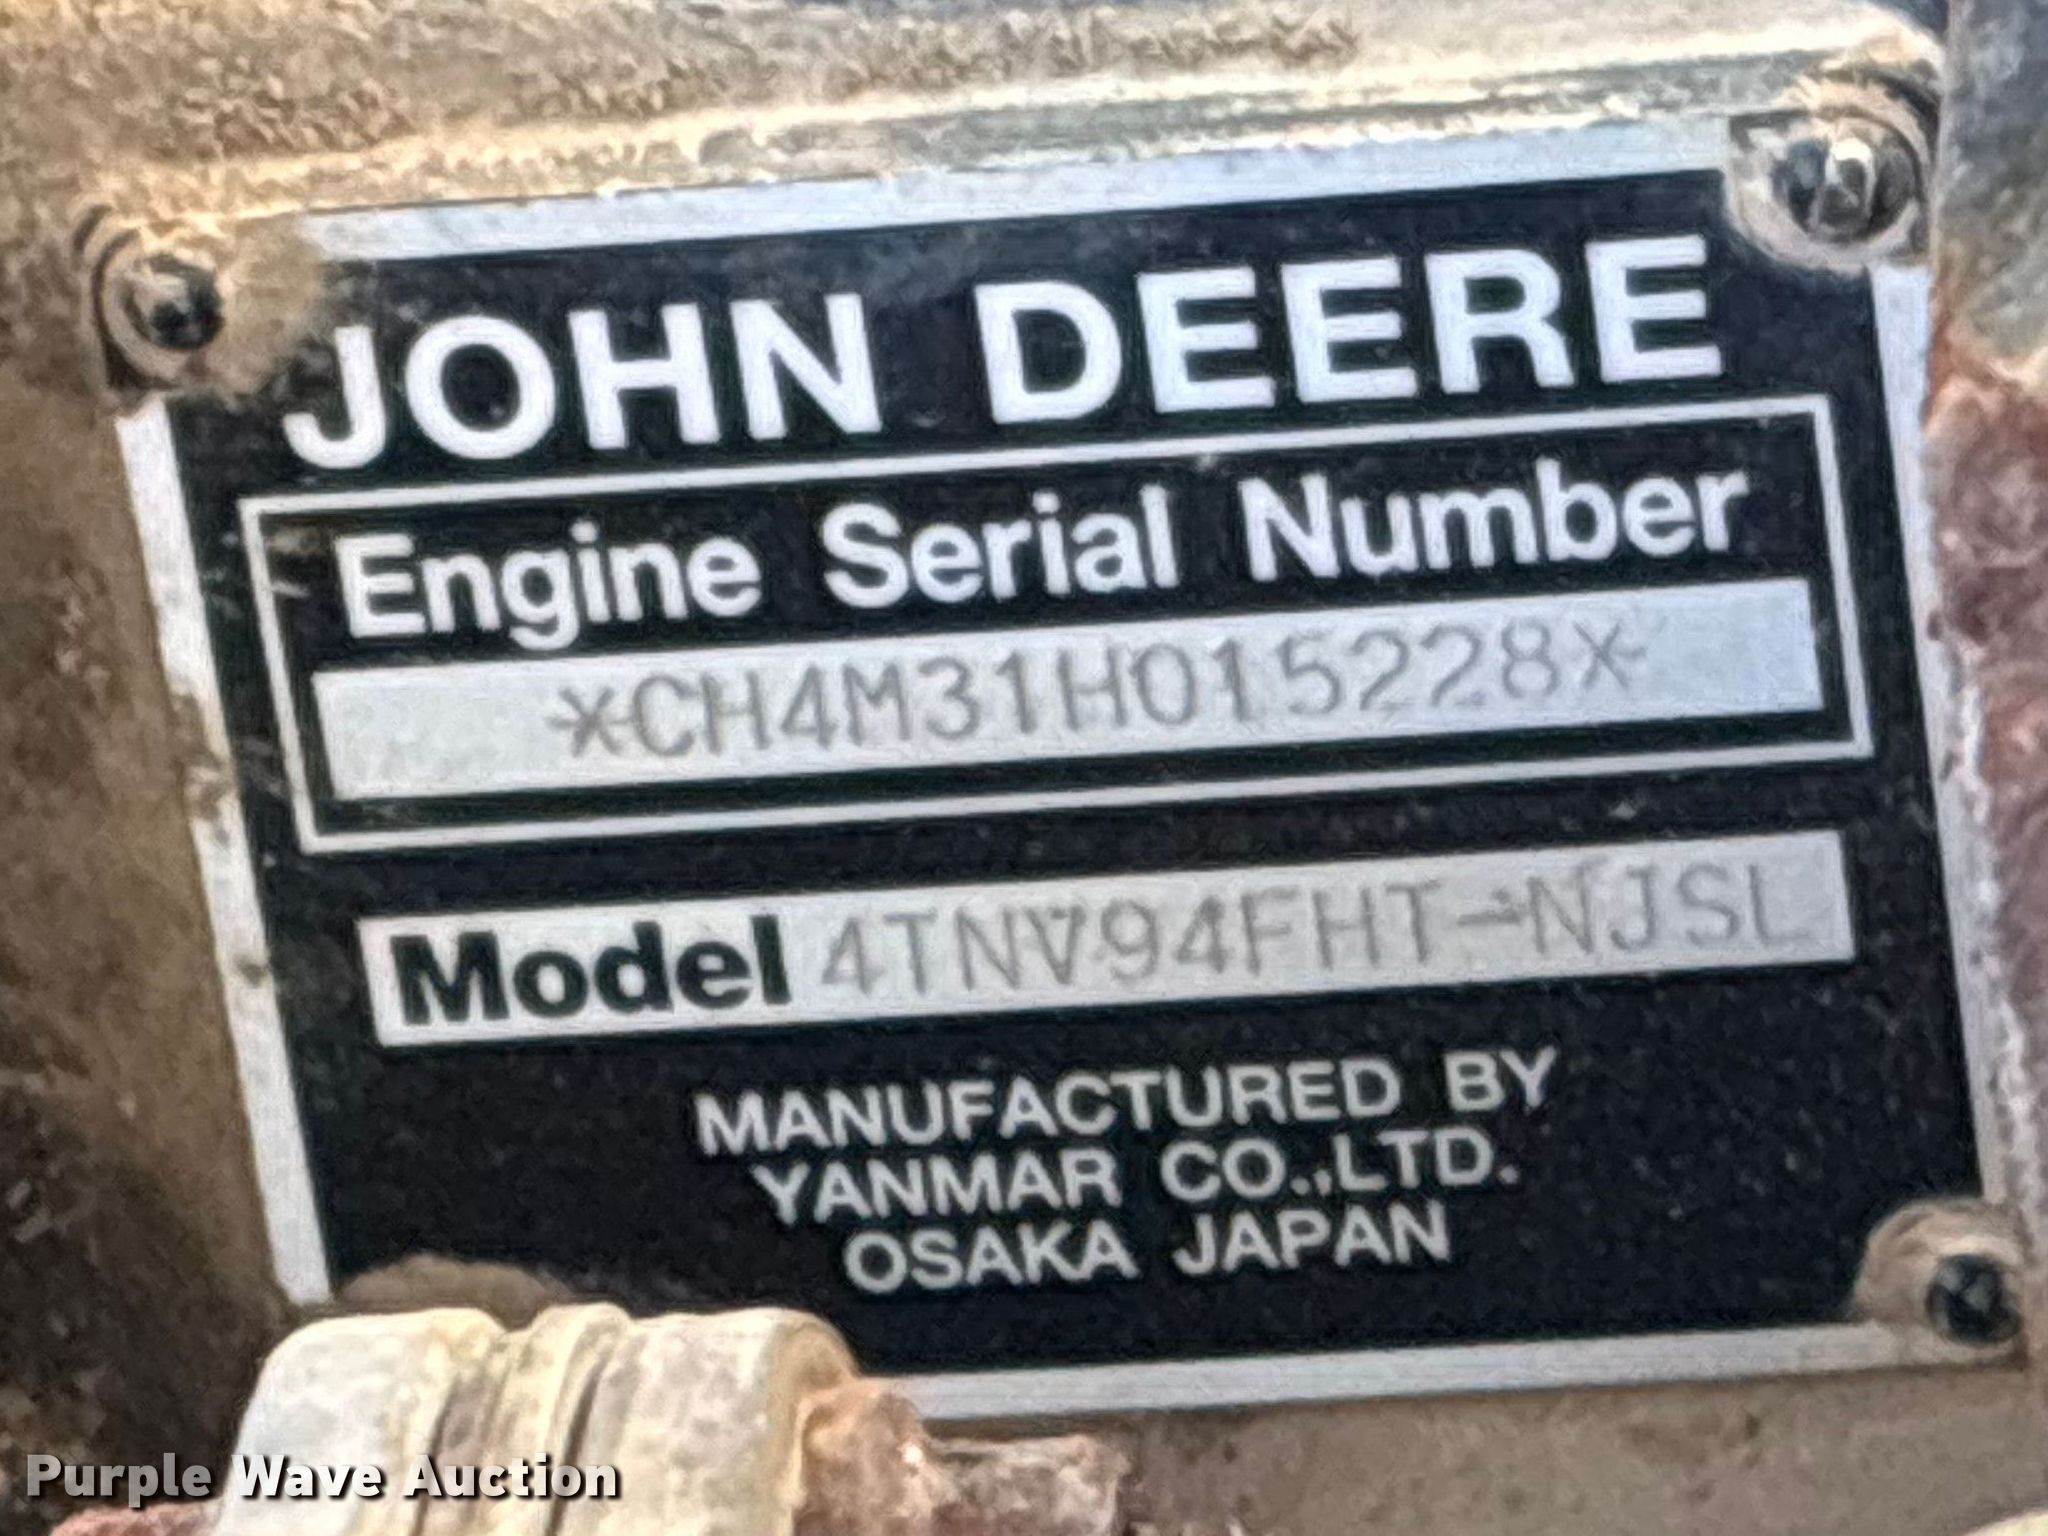 JOHN DEERE
Engine Serial Number
*CH4M31H015228*
Model 4TNV94FHT-NJSL
MANUFACTURED BY
YANMAR CO.,LTD.
OSAKA JAPAN
Purple Wave Auction